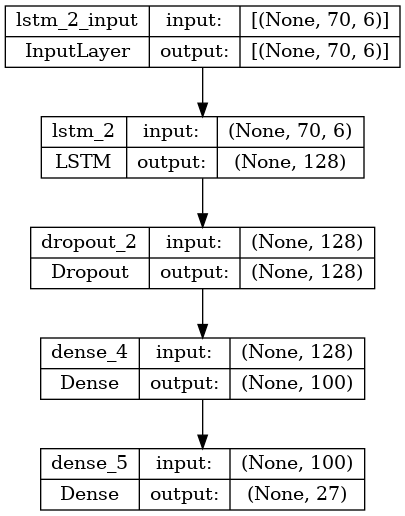 lstm_2_input input: [(None, 70, 6)]
InputLayer output: [(None, 70, 6)]
lstm_2 input: (None, 70, 6)
LSTM output: (None, 128)
dropout_2 input: (None, 128)
Dropout output: (None, 128)
dense_4 input: (None, 128)
Dense output: (None, 100)
dense_5 input: (None, 100)
Dense output: (None, 27)